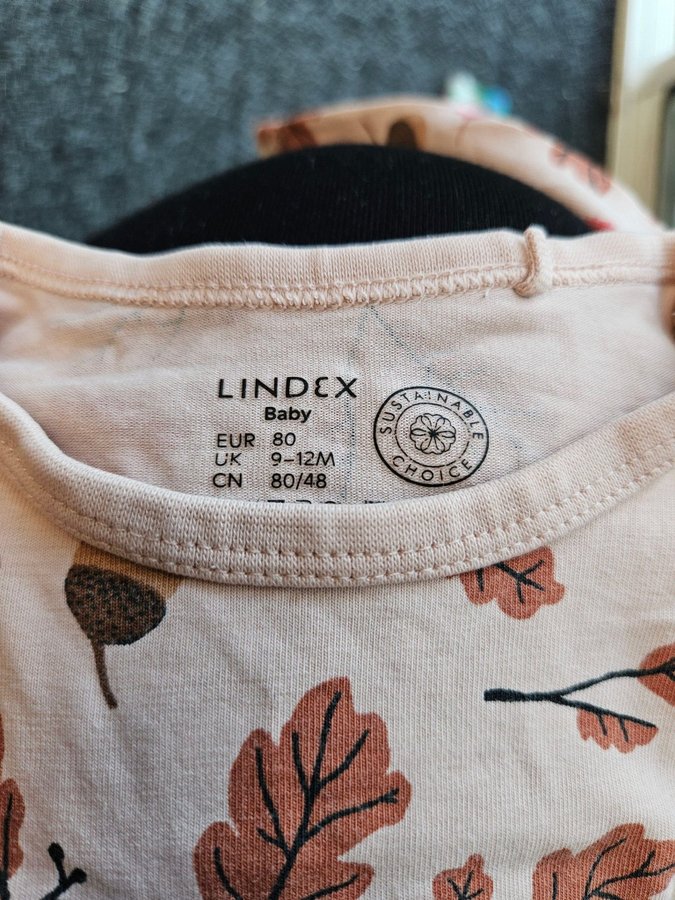 LINDEX
Baby
EUR 80
UK 9-12M
CN 80/48
SUSTAINABLE
CHOICE